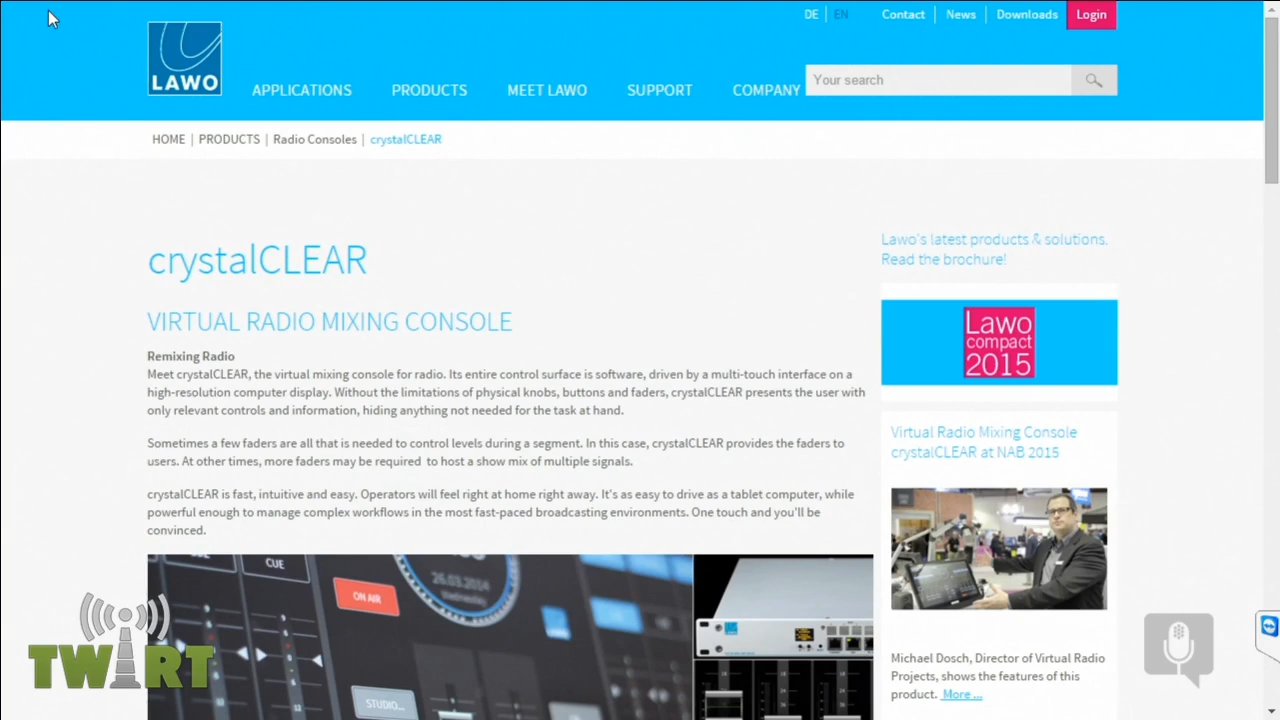 DE EN Contact News Downloads Login
LAWO
APPLICATIONS PRODUCTS MEET LAWO SUPPORT COMPANY
Your search
HOME | PRODUCTS | Radio Consoles | crystalCLEAR
crystalCLEAR
VIRTUAL RADIO MIXING CONSOLE
Remixing Radio
Meet crystalCLEAR, the virtual mixing console for radio. Its entire control surface is software, driven by a multi-touch interface on a
high-resolution computer display. Without the limitations of physical knobs, buttons and faders, crystalCLEAR presents the user with
only relevant controls and information, hiding anything not needed for the task at hand.
Sometimes a few faders are all that is needed to control levels during a segment. In this case, crystalCLEAR provides the faders to
users. At other times, more faders may be required to host a show mix of multiple signals.
crystalCLEAR is fast, intuitive and easy. Operators will feel right at home right away. It's as easy to drive as a tablet computer, while
powerful enough to manage complex workflows in the most fast-paced broadcasting environments. One touch and you'll be
convinced.
Lawo's latest products & solutions.
Read the brochure!
Lawo
compact
2015
Virtual Radio Mixing Console
crystalCLEAR at NAB 2015
Michael Dosch, Director of Virtual Radio
Projects, shows the features of this
product. More ...
CUE
ON AIR
26.03.2014
Wednesday
STUDIO...
TWiRT